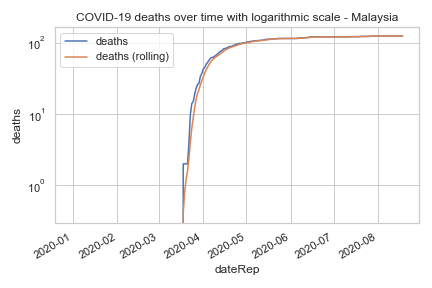 COVID-19 deaths over time with logarithmic scale - Malaysia
deaths
deaths (rolling)
10²
10¹
10⁰
deaths
2020-01
2020-02
2020-03
2020-04
2020-05
2020-06
2020-07
2020-08
dateRep